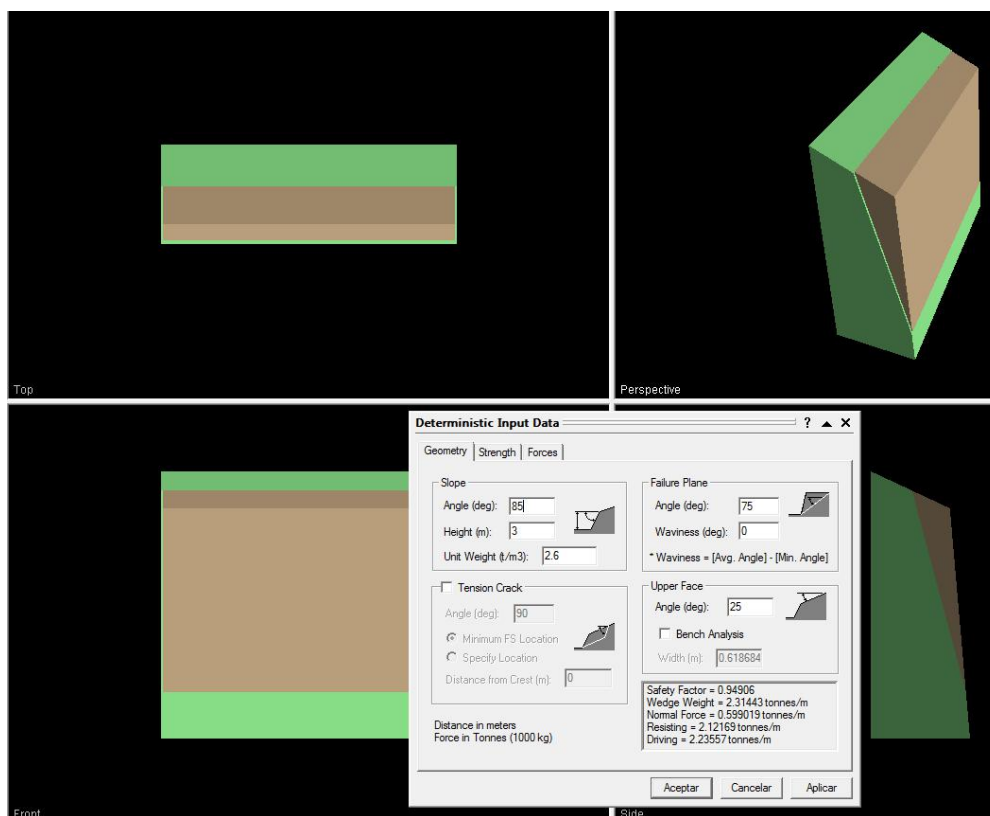 Top
Perspective
Deterministic Input Data
?
Geometry Strength Forces
Slope
Angle (deg): 85
Height (m): 3
Unit Weight (t/m3): 2.6
Tension Crack
Angle (deg): 90
Minimum FS Location
Specify Location
Distance from Crest (m): 0
Distance in meters
Force in Tonnes (1000 kg)
Failure Plane
Angle (deg): 75
Waviness (deg): 0
* Waviness = [Avg. Angle] - [Min. Angle]
Upper Face
Angle (deg): 25
Bench Analysis
Width (m): 0.618684
Safety Factor = 0.94906
Wedge Weight = 2.31443 tonnes/m
Normal Force = 0.599019 tonnes/m
Resisting = 2.12169 tonnes/m
Driving = 2.23557 tonnes/m
Aceptar Cancelar Aplicar
Front
Side